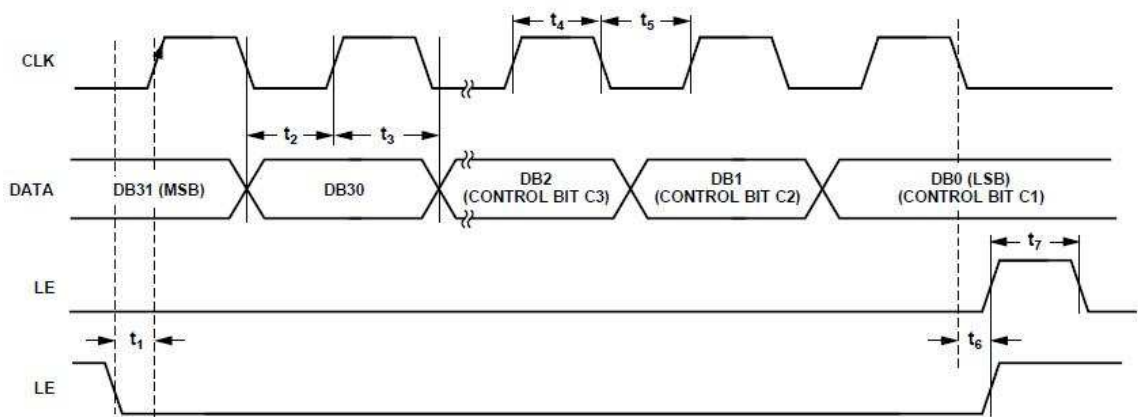 t4
t5
CLK
t2
t3
DATA
DB31 (MSB)
DB30
DB2
(CONTROL BIT C3)
DB1
(CONTROL BIT C2)
DB0 (LSB)
(CONTROL BIT C1)
t7
LE
t1
t6
LE